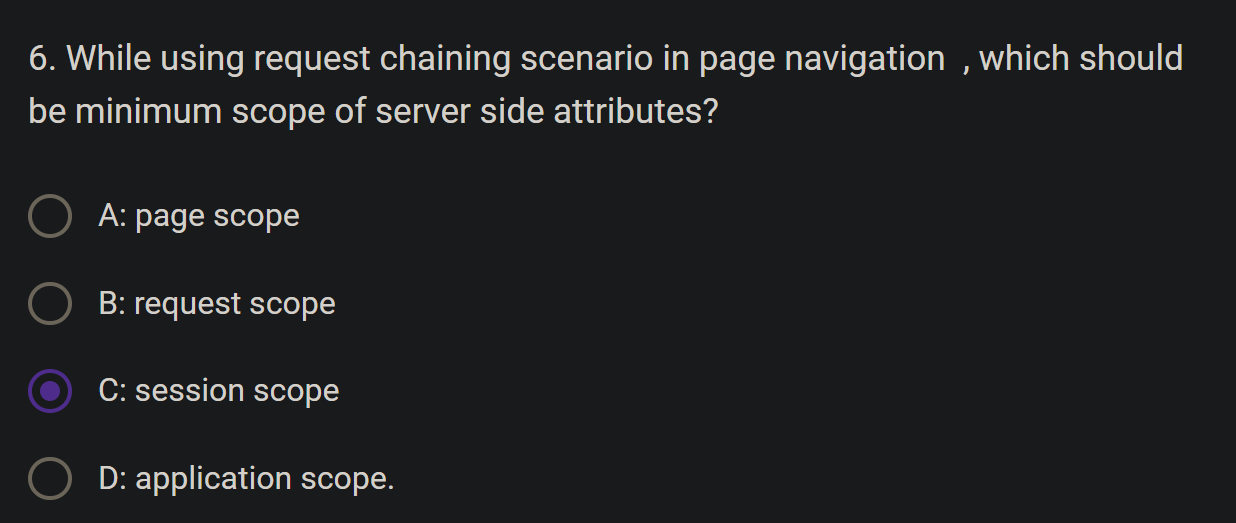 6. While using request chaining scenario in page navigation  , which should
be minimum scope of server side attributes?
A: page scope
B: request scope
C: session scope
D: application scope.